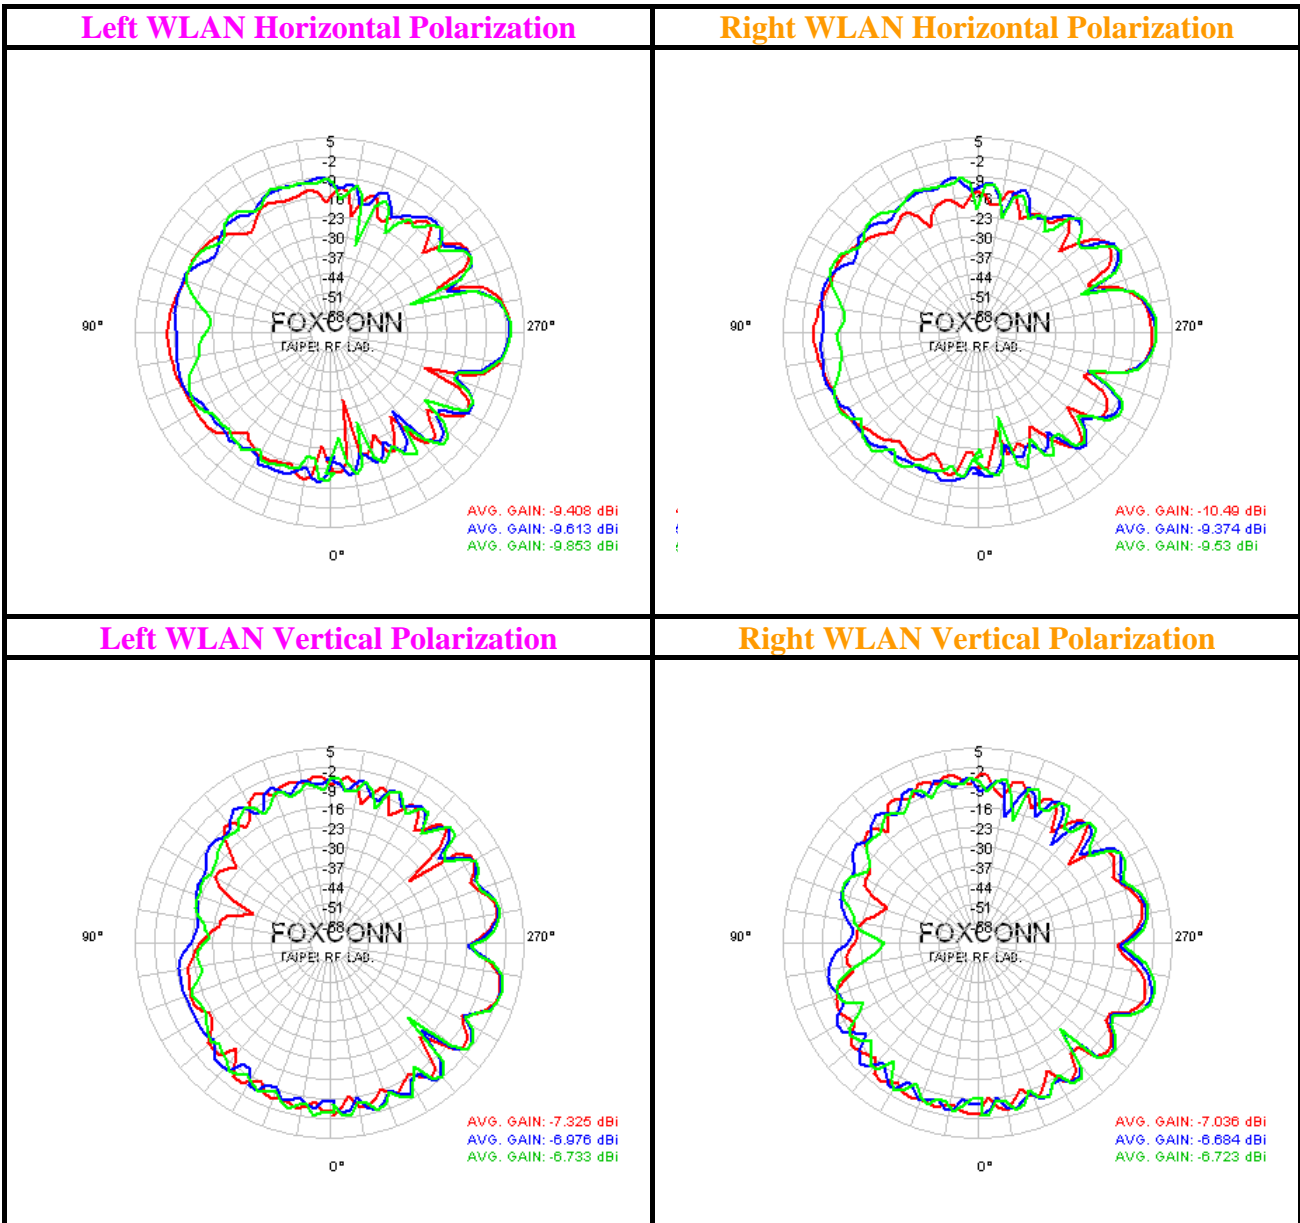 Left WLAN Horizontal Polarization
Right WLAN Horizontal Polarization
5
-2
-9
-16
-23
-30
-37
-44
-51
-58
FOXCONN
TAIPEI RF LAB.
90°
270°
0°
AVG. GAIN: -9.408 dBi
AVG. GAIN: -9.613 dBi
AVG. GAIN: -9.853 dBi
5
-2
-9
-16
-23
-30
-37
-44
-51
-58
FOXCONN
TAIPEI RF LAB.
90°
270°
0°
AVG. GAIN: -10.49 dBi
AVG. GAIN: -9.374 dBi
AVG. GAIN: -9.53 dBi
Left WLAN Vertical Polarization
Right WLAN Vertical Polarization
5
-2
-9
-16
-23
-30
-37
-44
-51
-58
FOXCONN
TAIPEI RF LAB.
90°
270°
0°
AVG. GAIN: -7.325 dBi
AVG. GAIN: -6.976 dBi
AVG. GAIN: -6.733 dBi
5
-2
-9
-16
-23
-30
-37
-44
-51
-58
FOXCONN
TAIPEI RF LAB.
90°
270°
0°
AVG. GAIN: -7.036 dBi
AVG. GAIN: -6.684 dBi
AVG. GAIN: -6.723 dBi